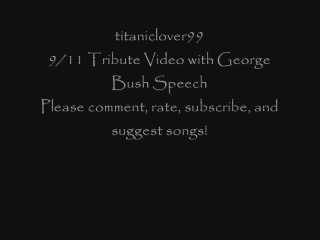 titaniclover99
9/11 Tribute Video with George
Bush Speech
Please comment, rate, subscribe, and
suggest songs!